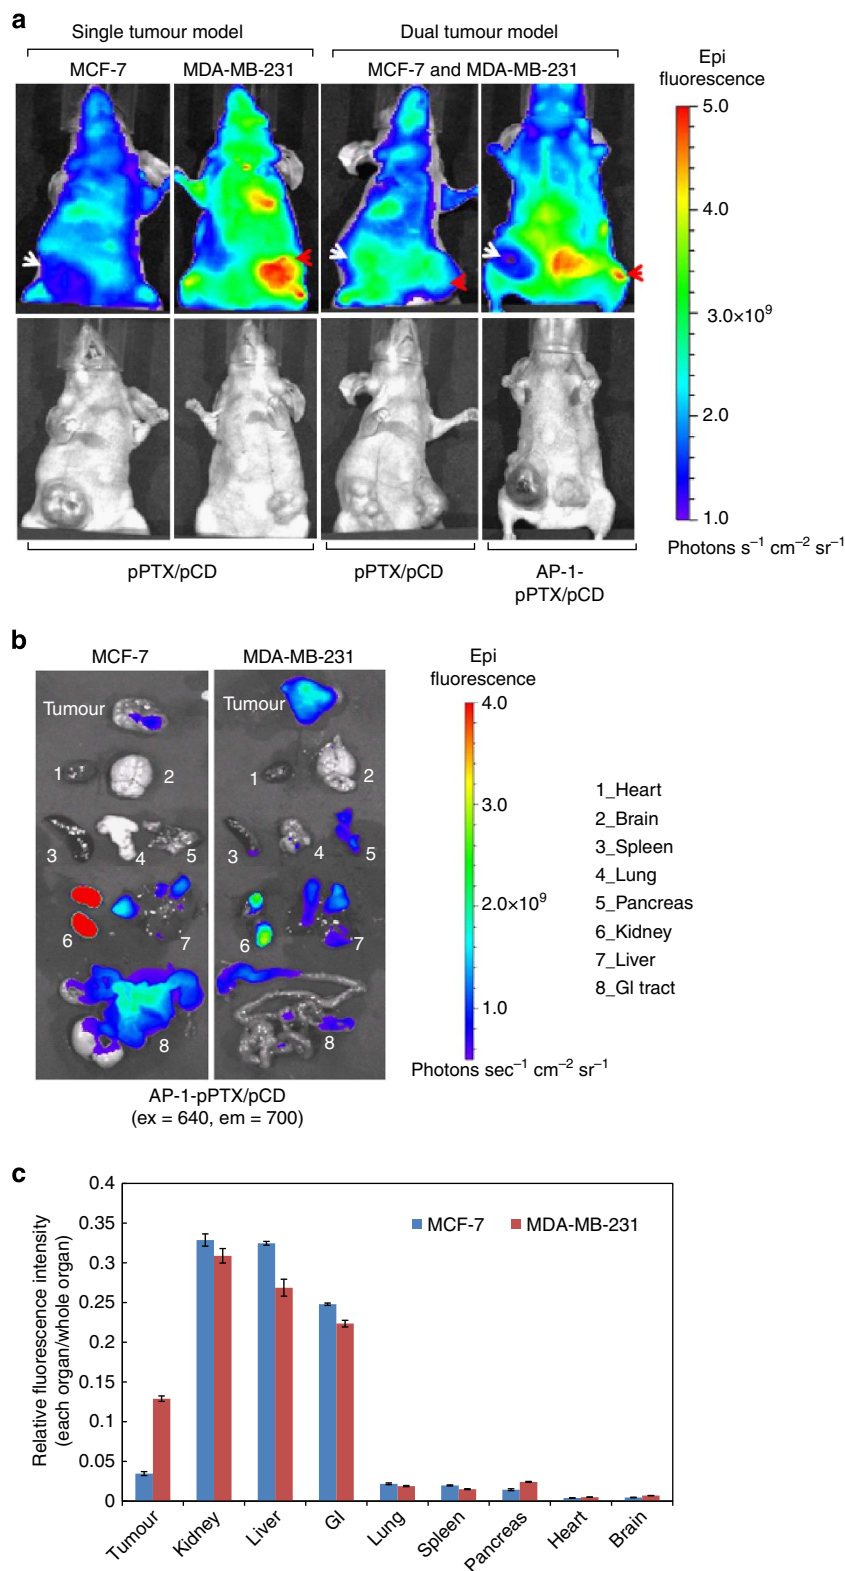 a
Single tumour model
Dual tumour model
MCF-7
MDA-MB-231
MCF-7 and MDA-MB-231
Epi
fluorescence
5.0
4.0
3.0×10⁹
2.0
1.0
Photons s⁻¹ cm⁻² sr⁻¹
pPTX/pCD
pPTX/pCD
AP-1-
pPTX/pCD
b
MCF-7
MDA-MB-231
Epi
fluorescence
Tumour
Tumour
1
2
1
2
3
4
5
3
4
5
6
7
6
7
8
8
4.0
3.0
2.0×10⁹
1.0
Photons sec⁻¹ cm⁻² sr⁻¹
1_Heart
2_Brain
3_Spleen
4_Lung
5_Pancreas
6_Kidney
7_Liver
8_GI tract
AP-1-pPTX/pCD
(ex = 640, em = 700)
c
Relative fluorescence intensity
(each organ/whole organ)
0.4
0.35
0.3
0.25
0.2
0.15
0.1
0.05
0
MCF-7
MDA-MB-231
Tumour
Kidney
Liver
GI
Lung
Spleen
Pancreas
Heart
Brain